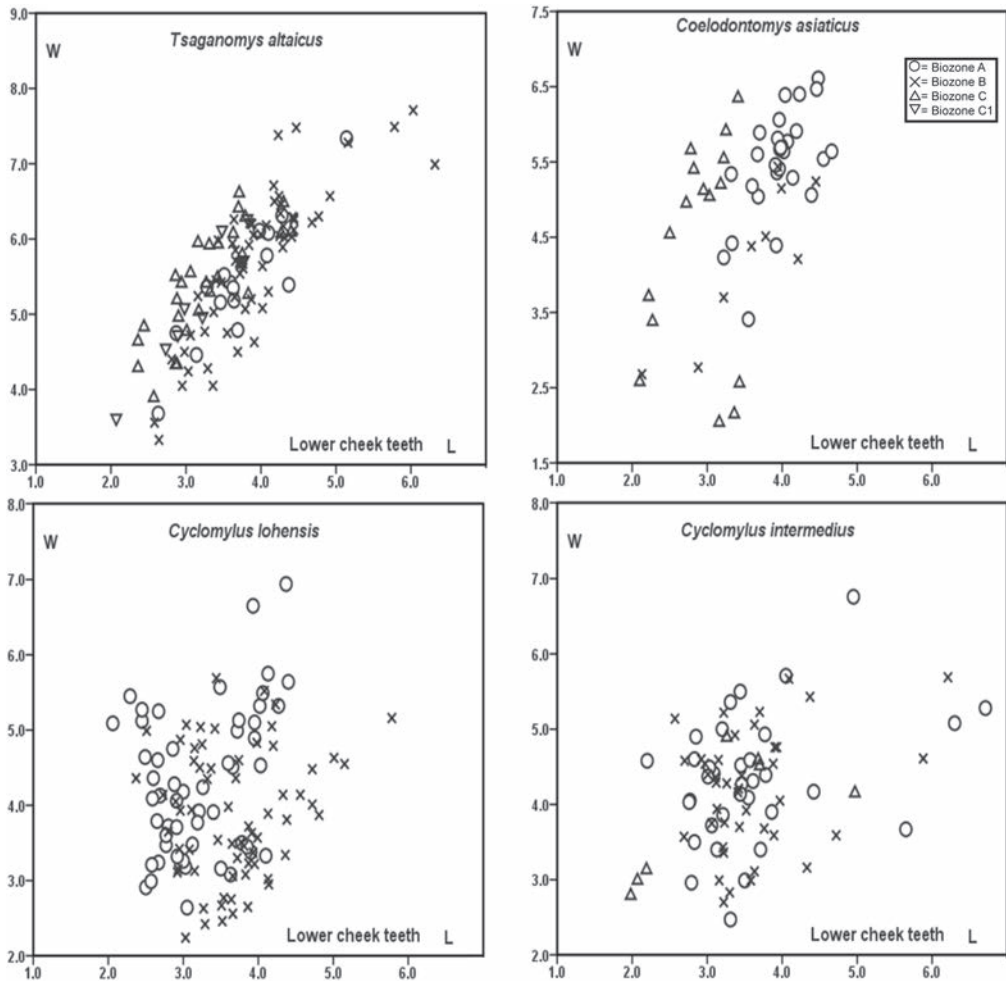 Tsaganomys altaicus
W
9.0
8.0
7.0
6.0
5.0
4.0
3.0
Lower cheek teeth L
1.0 2.0 3.0 4.0 5.0 6.0
Coelodontomys asiaticus
W
O= Biozone A
×= Biozone B
△= Biozone C
▽= Biozone C1
7.5
6.5
5.5
4.5
3.5
2.5
1.5
Lower cheek teeth L
1.0 2.0 3.0 4.0 5.0 6.0
Cyclomylus lohensis
W
8.0
7.0
6.0
5.0
4.0
3.0
2.0
Lower cheek teeth L
1.0 2.0 3.0 4.0 5.0 6.0
Cyclomylus intermedius
W
8.0
7.0
6.0
5.0
4.0
3.0
2.0
Lower cheek teeth L
1.0 2.0 3.0 4.0 5.0 6.0